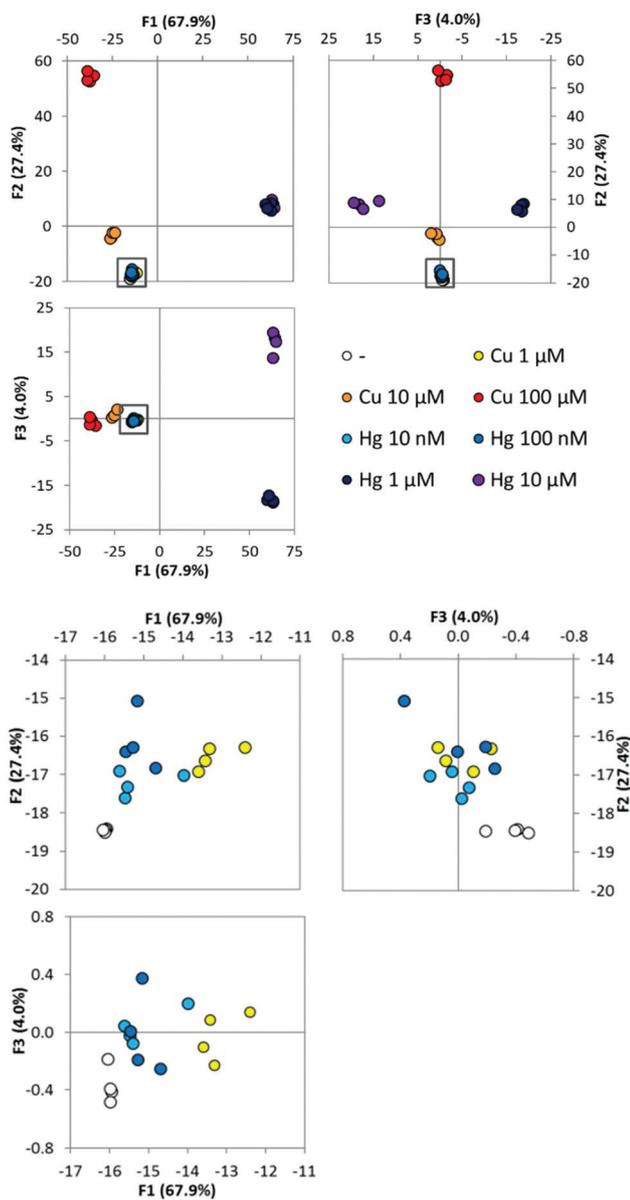 F1 (67.9%)
-50 -25 0 25 50 75
F2 (27.4%)
60
40
20
0
-20
F3 (4.0%)
25 15 5 -5 -15 -25
60
50
40
30
20
10
0
-10
-20
F2 (27.4%)
25
15
5
-5
-15
-25
F3 (4.0%)
-50 -25 0 25 50 75
F1 (67.9%)
- Cu 1 µM
Cu 10 µM Cu 100 µM
Hg 10 nM Hg 100 nM
Hg 1 µM Hg 10 µM
F1 (67.9%)
-17 -16 -15 -14 -13 -12 -11
-14
-15
-16
-17
-18
-19
-20
F2 (27.4%)
F3 (4.0%)
0.8 0.4 0.0 -0.4 -0.8
-14
-15
-16
-17
-18
-19
-20
F2 (27.4%)
0.8
0.4
0.0
-0.4
-0.8
F3 (4.0%)
-17 -16 -15 -14 -13 -12 -11
F1 (67.9%)